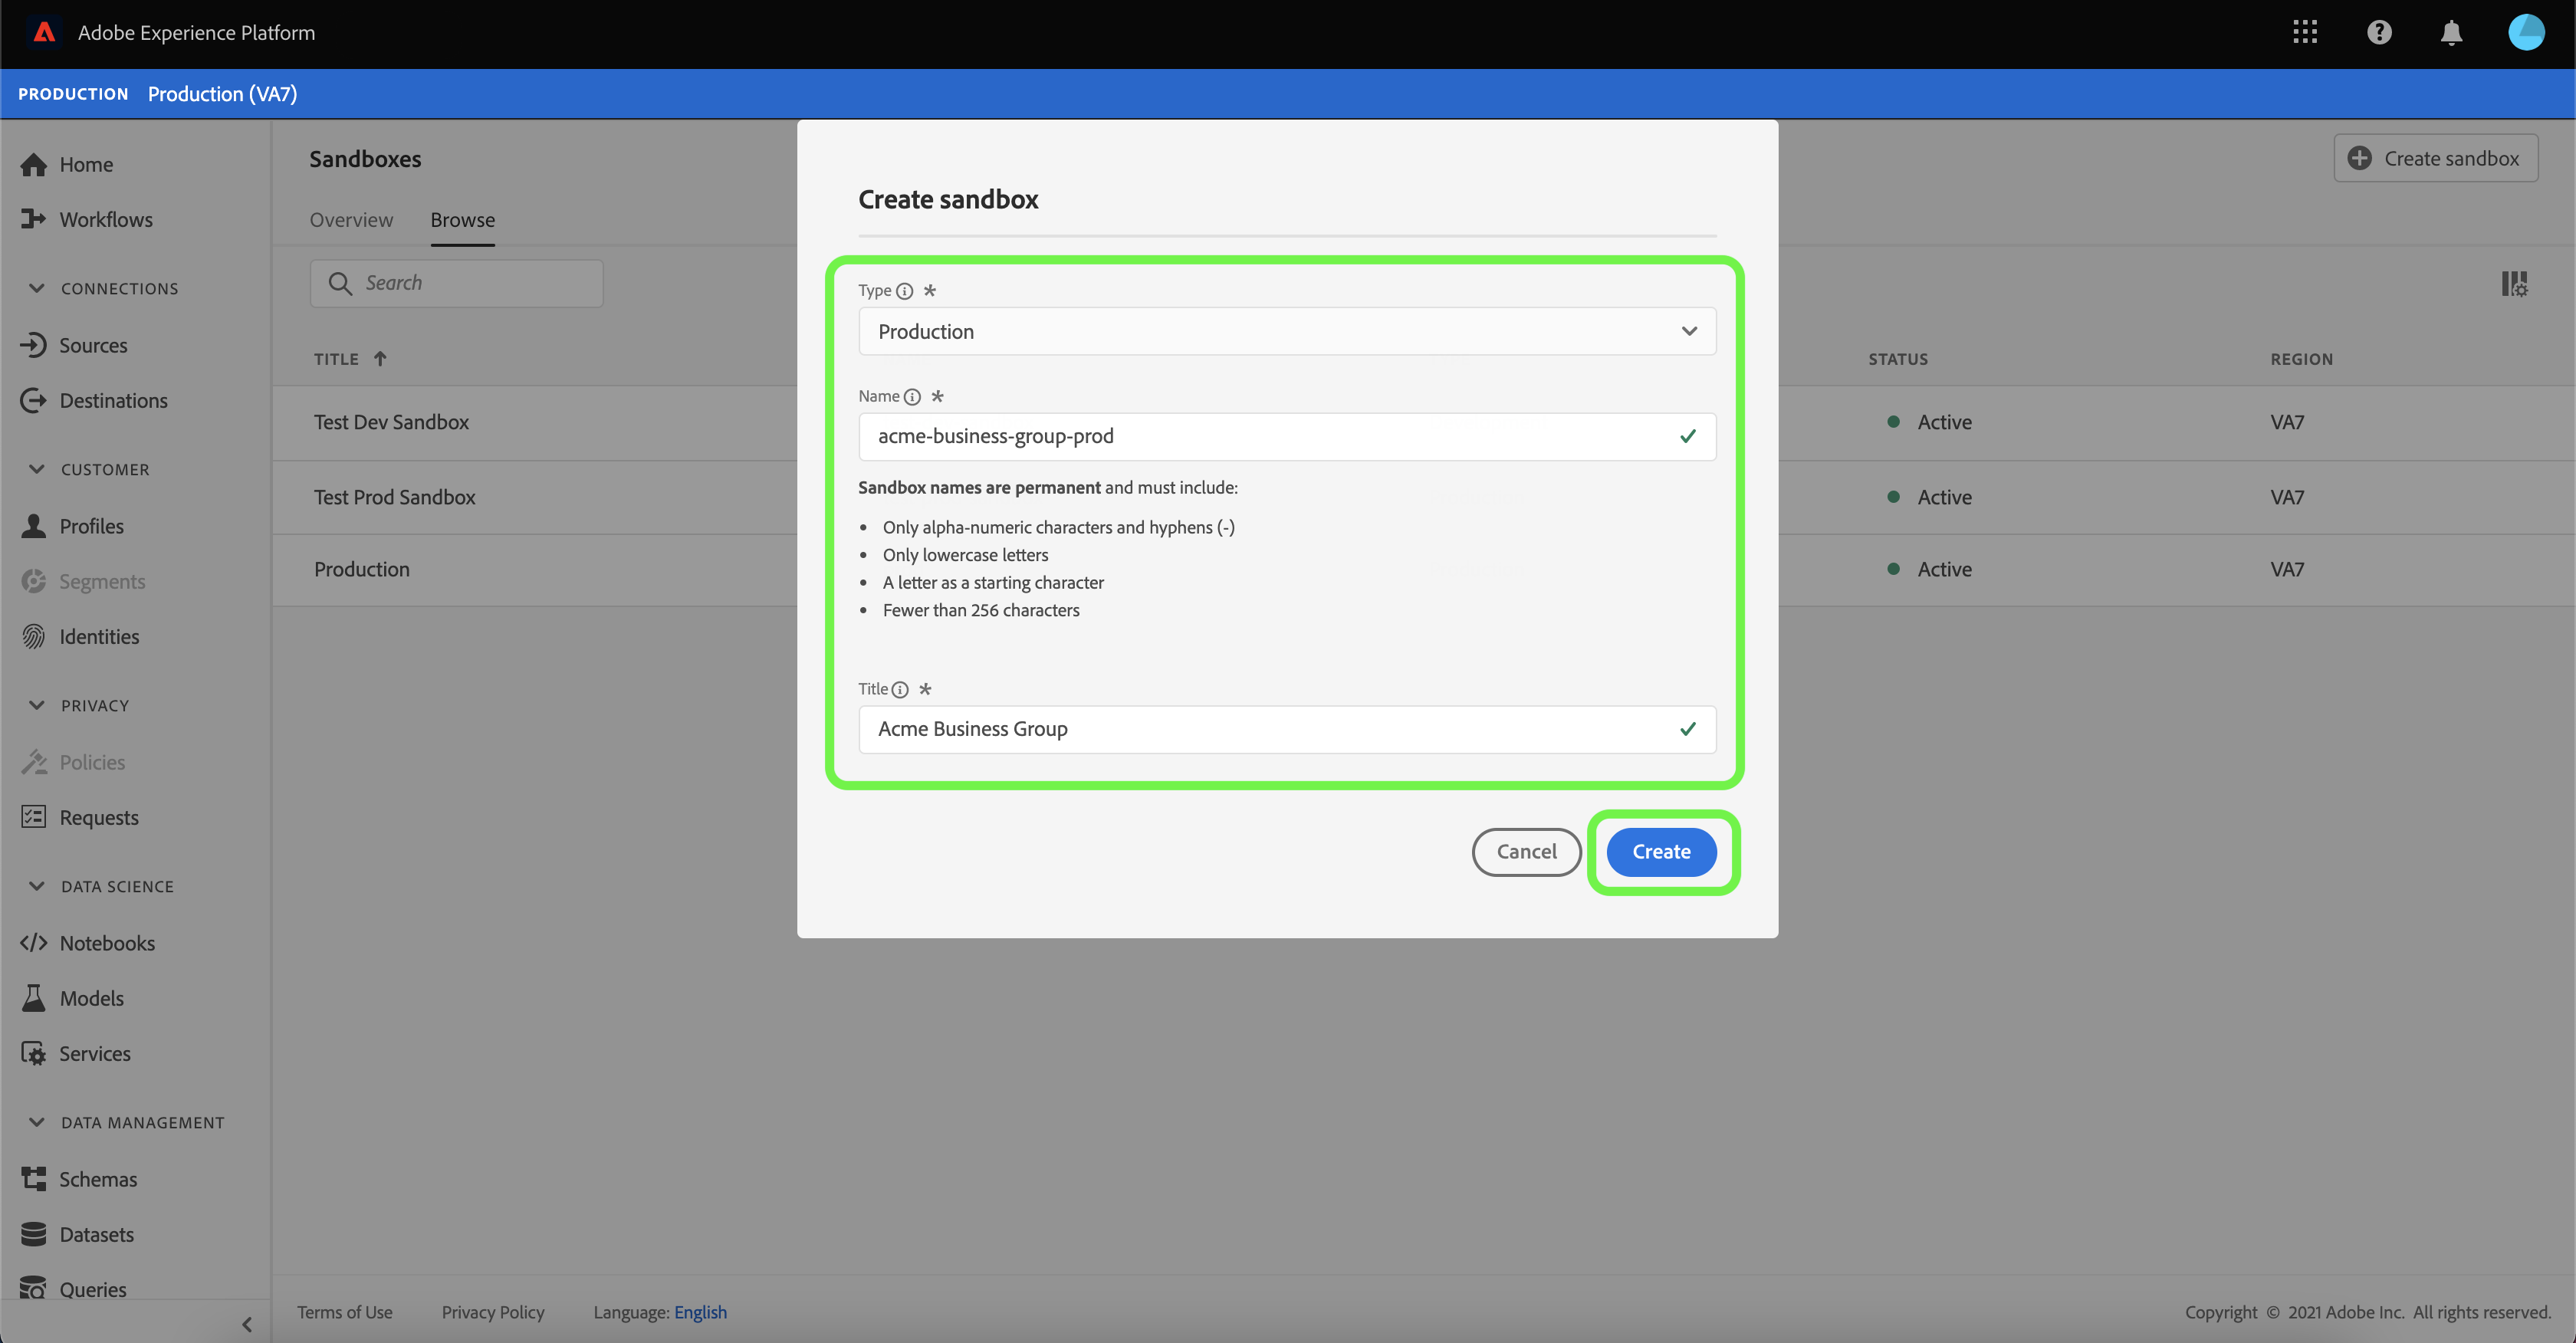 Adobe Experience Platform
PRODUCTION Production (VA7)
Home
Workflows
CONNECTIONS
Sources
Destinations
CUSTOMER
Profiles
Segments
Identities
PRIVACY
Policies
Requests
DATA SCIENCE
Notebooks
Models
Services
DATA MANAGEMENT
Schemas
Datasets
Queries
Sandboxes
Create sandbox
Overview Browse
Search
TITLE STATUS REGION
Test Dev Sandbox Active VA7
Test Prod Sandbox Active VA7
Production Active VA7
Create sandbox
Type *
Production
Name *
acme-business-group-prod
Sandbox names are permanent and must include:
• Only alpha-numeric characters and hyphens (-)
• Only lowercase letters
• A letter as a starting character
• Fewer than 256 characters
Title *
Acme Business Group
Cancel Create
Terms of Use Privacy Policy Language: English Copyright © 2021 Adobe Inc. All rights reserved.